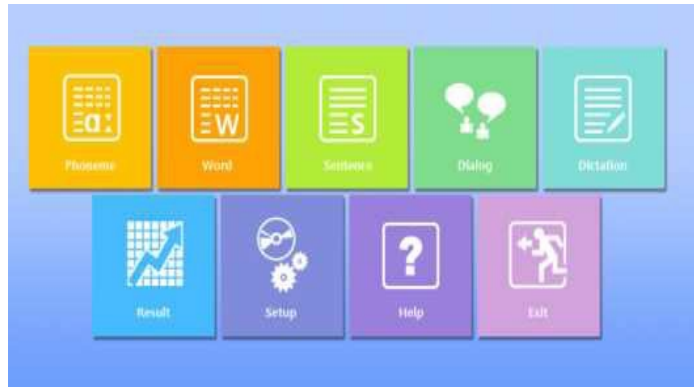 a:
W
S
Phoneme
Word
Sentence
Dialog
Dictation
?
Result
Setup
Help
Exit